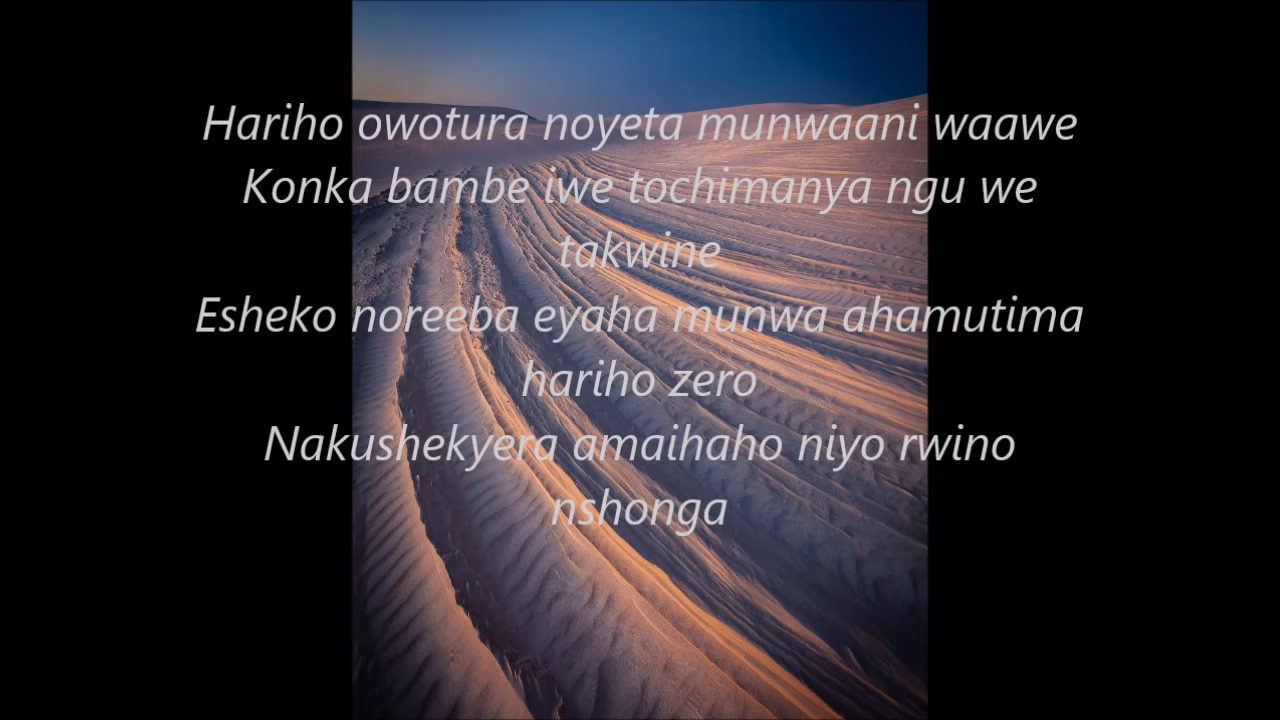 Hariho owotura noyeta munwaani waawe
Konka bambe iwe tochimanya ngu we
takwine
Esheko noreeba eyaha munwa ahamutima
hariho zero
Nakushekyera amaihaho niyo rwino
nshonga